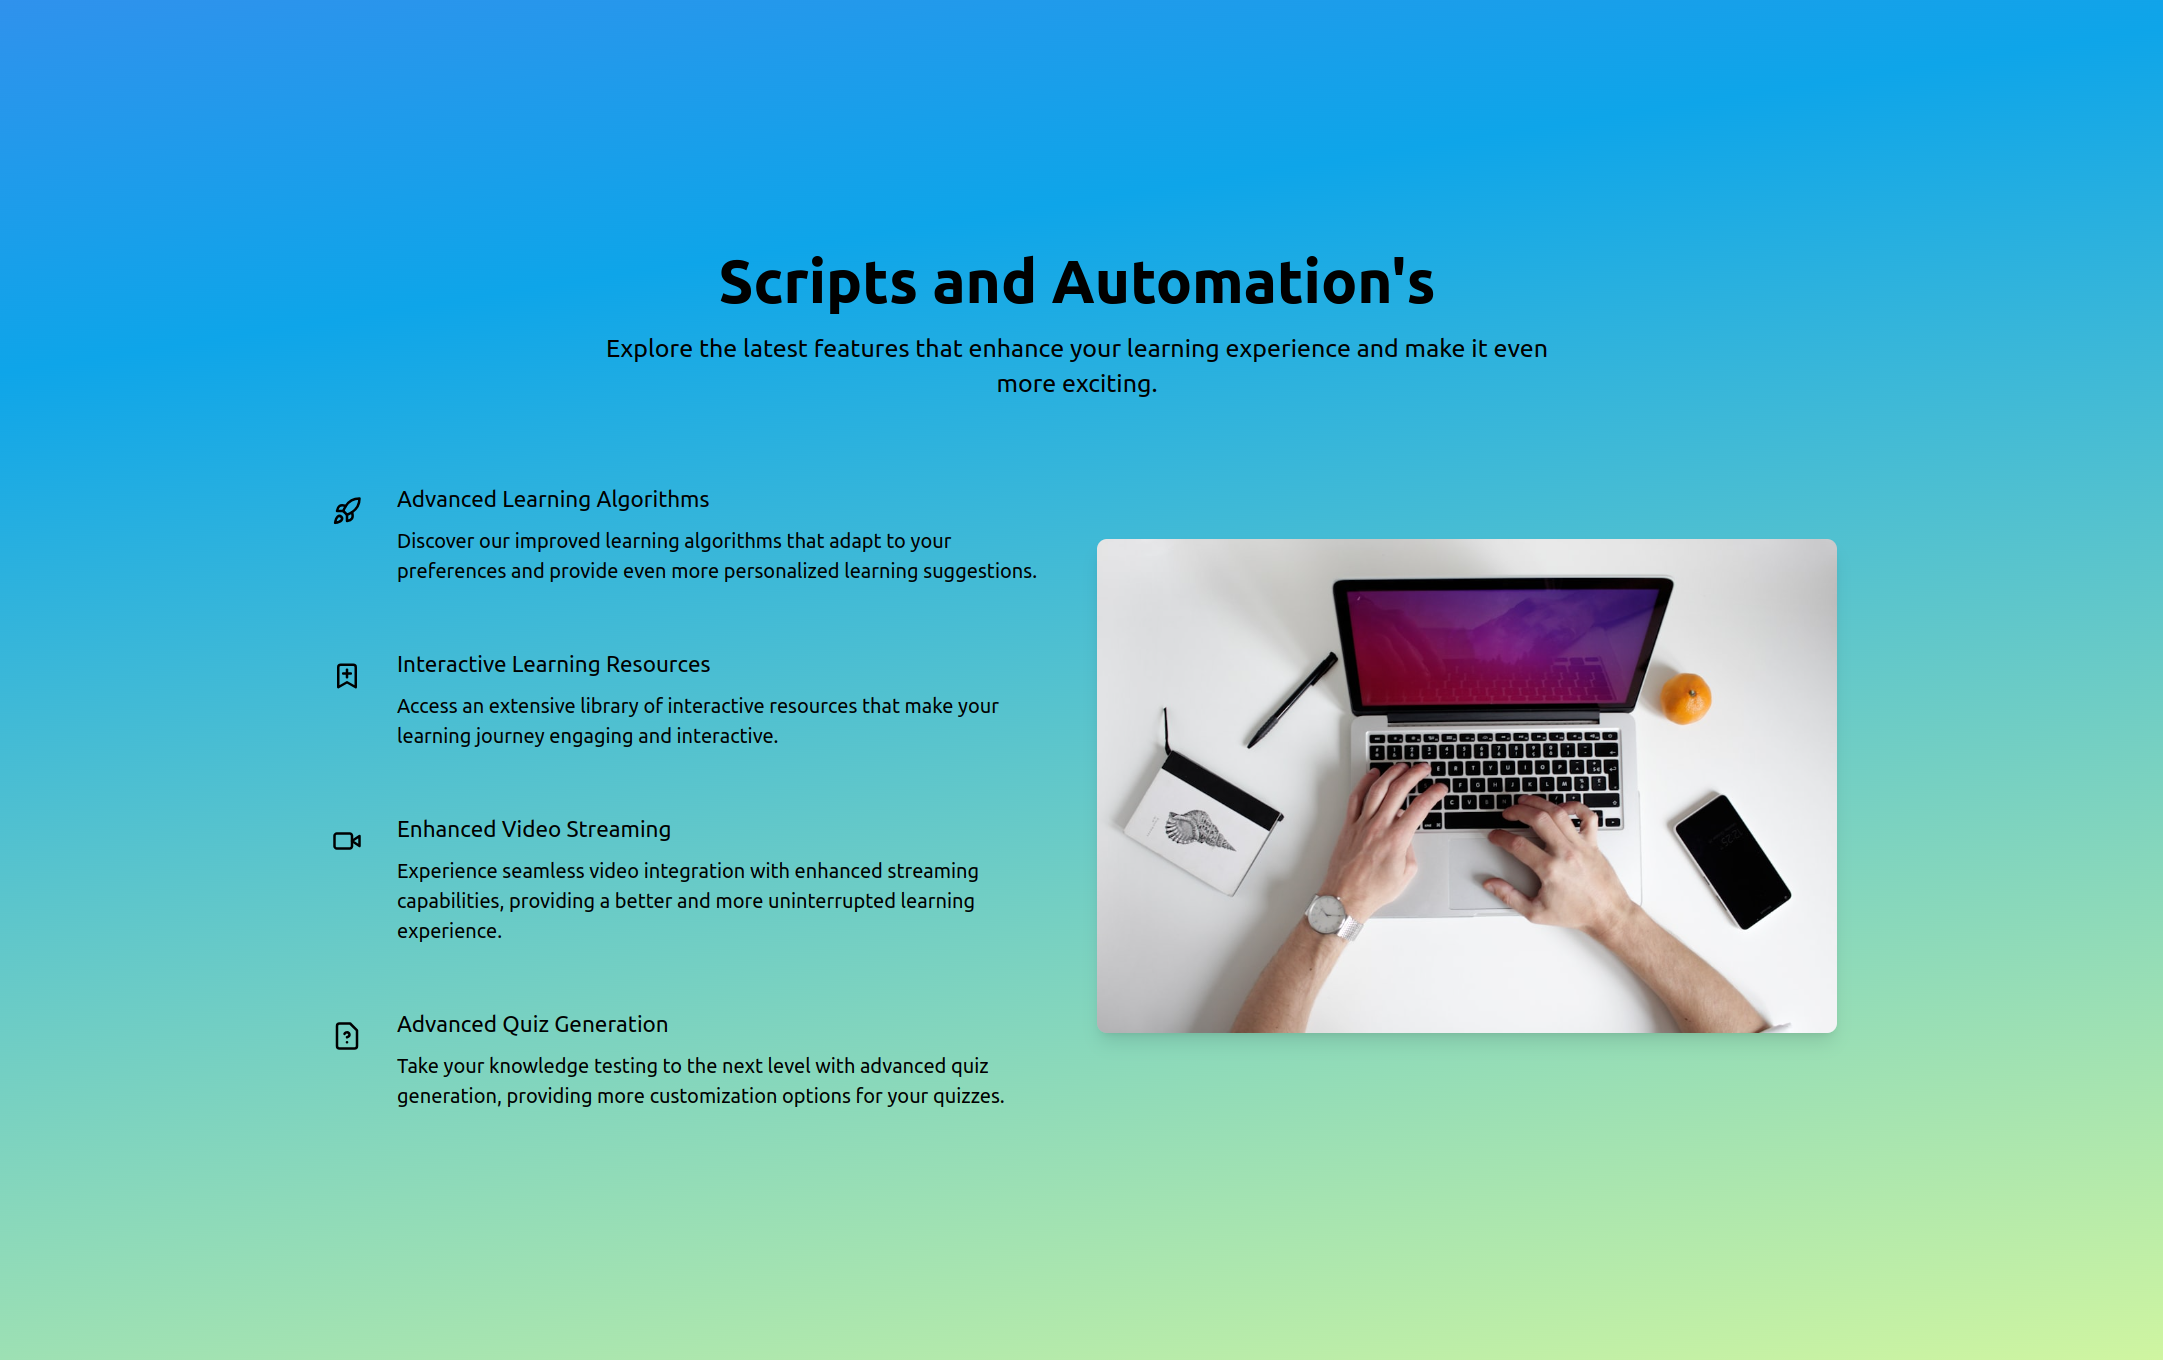 Scripts and Automation's
Explore the latest features that enhance your learning experience and make it even
more exciting.
Advanced Learning Algorithms
Discover our improved learning algorithms that adapt to your
preferences and provide even more personalized learning suggestions.
Interactive Learning Resources
Access an extensive library of interactive resources that make your
learning journey engaging and interactive.
Enhanced Video Streaming
Experience seamless video integration with enhanced streaming
capabilities, providing a better and more uninterrupted learning
experience.
Advanced Quiz Generation
Take your knowledge testing to the next level with advanced quiz
generation, providing more customization options for your quizzes.